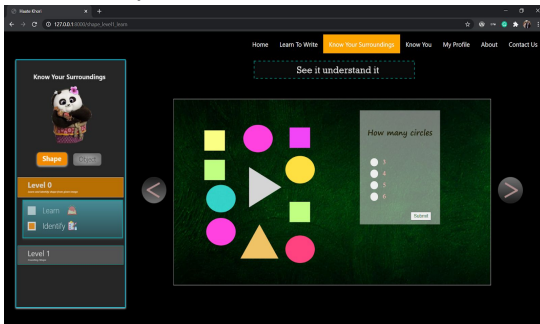 Haate Khori
127.0.0.1:8000/shape_level1_learn
Home Learn To Write Know Your Surroundings Know You My Profile About Contact Us
See it understand it
Know Your Surroundings
Shape
Level 0
Learn
Identify
Level 1
How many circles
3
4
5
6
Submit